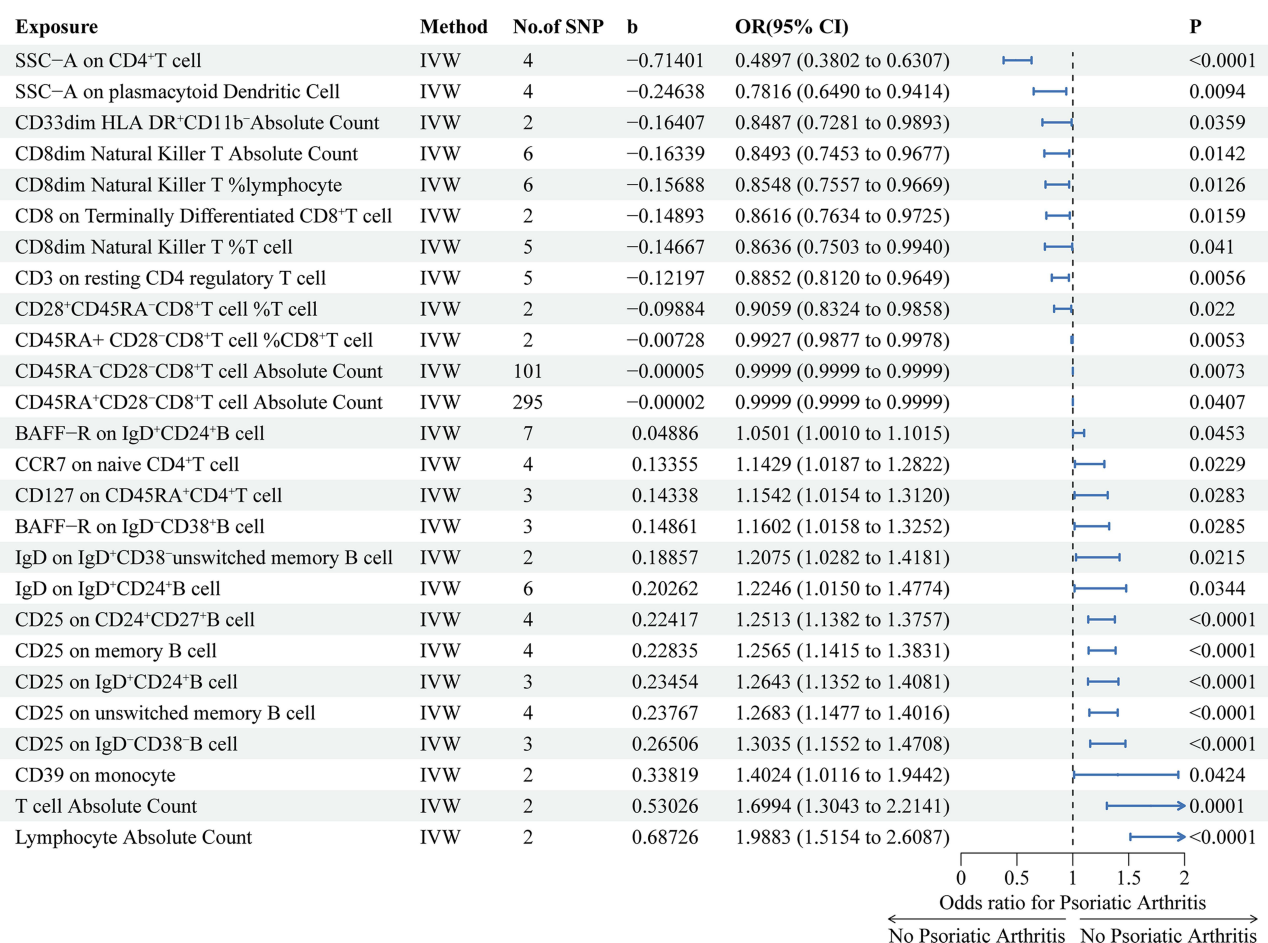 Exposure Method No.of SNP b OR(95% CI) P
SSC−A on CD4⁺T cell IVW 4 −0.71401 0.4897 (0.3802 to 0.6307) <0.0001
SSC−A on plasmacytoid Dendritic Cell IVW 4 −0.24638 0.7816 (0.6490 to 0.9414) 0.0094
CD33dim HLA DR⁺CD11b⁻Absolute Count IVW 2 −0.16407 0.8487 (0.7281 to 0.9893) 0.0359
CD8dim Natural Killer T Absolute Count IVW 6 −0.16339 0.8493 (0.7453 to 0.9677) 0.0142
CD8dim Natural Killer T %lymphocyte IVW 6 −0.15688 0.8548 (0.7557 to 0.9669) 0.0126
CD8 on Terminally Differentiated CD8⁺T cell IVW 2 −0.14893 0.8616 (0.7634 to 0.9725) 0.0159
CD8dim Natural Killer T %T cell IVW 5 −0.14667 0.8636 (0.7503 to 0.9940) 0.041
CD3 on resting CD4 regulatory T cell IVW 5 −0.12197 0.8852 (0.8120 to 0.9649) 0.0056
CD28⁺CD45RA⁻CD8⁺T cell %T cell IVW 2 −0.09884 0.9059 (0.8324 to 0.9858) 0.022
CD45RA+ CD28⁻CD8⁺T cell %CD8⁺T cell IVW 2 −0.00728 0.9927 (0.9877 to 0.9978) 0.0053
CD45RA⁻CD28⁻CD8⁺T cell Absolute Count IVW 101 −0.00005 0.9999 (0.9999 to 0.9999) 0.0073
CD45RA⁺CD28⁻CD8⁺T cell Absolute Count IVW 295 −0.00002 0.9999 (0.9999 to 0.9999) 0.0407
BAFF−R on IgD⁺CD24⁺B cell IVW 7 0.04886 1.0501 (1.0010 to 1.1015) 0.0453
CCR7 on naive CD4⁺T cell IVW 4 0.13355 1.1429 (1.0187 to 1.2822) 0.0229
CD127 on CD45RA⁺CD4⁺T cell IVW 3 0.14338 1.1542 (1.0154 to 1.3120) 0.0283
BAFF−R on IgD⁻CD38⁺B cell IVW 3 0.14861 1.1602 (1.0158 to 1.3252) 0.0285
IgD on IgD⁺CD38⁻unswitched memory B cell IVW 2 0.18857 1.2075 (1.0282 to 1.4181) 0.0215
IgD on IgD⁺CD24⁺B cell IVW 6 0.20262 1.2246 (1.0150 to 1.4774) 0.0344
CD25 on CD24⁺CD27⁺B cell IVW 4 0.22417 1.2513 (1.1382 to 1.3757) <0.0001
CD25 on memory B cell IVW 4 0.22835 1.2565 (1.1415 to 1.3831) <0.0001
CD25 on IgD⁺CD24⁺B cell IVW 3 0.23454 1.2643 (1.1352 to 1.4081) <0.0001
CD25 on unswitched memory B cell IVW 4 0.23767 1.2683 (1.1477 to 1.4016) <0.0001
CD25 on IgD⁻CD38⁻B cell IVW 3 0.26506 1.3035 (1.1552 to 1.4708) <0.0001
CD39 on monocyte IVW 2 0.33819 1.4024 (1.0116 to 1.9442) 0.0424
T cell Absolute Count IVW 2 0.53026 1.6994 (1.3043 to 2.2141) 0.0001
Lymphocyte Absolute Count IVW 2 0.68726 1.9883 (1.5154 to 2.6087) <0.0001
0 0.5 1 1.5 2
Odds ratio for Psoriatic Arthritis
No Psoriatic Arthritis No Psoriatic Arthritis